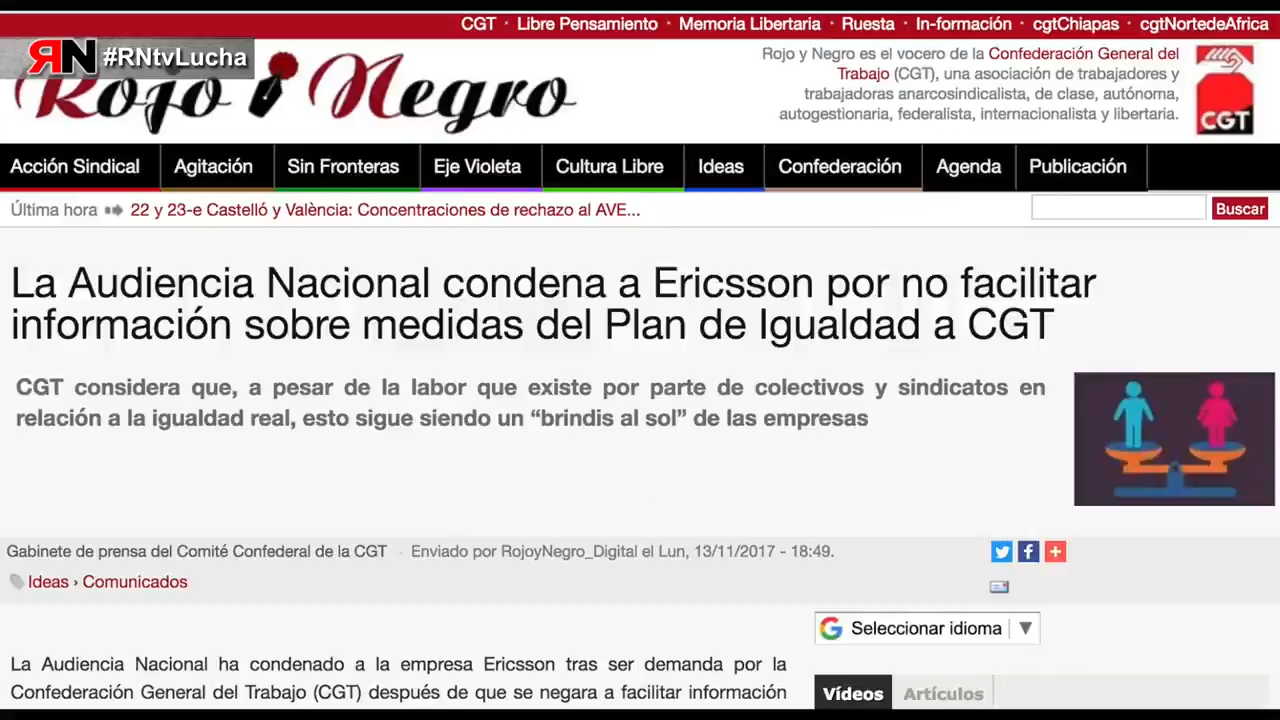 CGT · Libre Pensamiento · Memoria Libertaria · Ruesta · In-formación · cgtChiapas · cgtNortedeAfrica
RN #RNtvLucha
Rojo i Negro
Rojo y Negro es el vocero de la Confederación General del
Trabajo (CGT), una asociación de trabajadores y
trabajadoras anarcosindicalista, de clase, autónoma,
autogestionaria, federalista, internacionalista y libertaria.
CGT
Acción Sindical Agitación Sin Fronteras Eje Violeta Cultura Libre Ideas Confederación Agenda Publicación
Última hora 22 y 23-e Castelló y València: Concentraciones de rechazo al AVE...
Buscar
La Audiencia Nacional condena a Ericsson por no facilitar
información sobre medidas del Plan de Igualdad a CGT
CGT considera que, a pesar de la labor que existe por parte de colectivos y sindicatos en
relación a la igualdad real, esto sigue siendo un “brindis al sol” de las empresas
Gabinete de prensa del Comité Confederal de la CGT · Enviado por RojoyNegro_Digital el Lun, 13/11/2017 - 18:49.
Ideas › Comunicados
Seleccionar idioma ▼
La Audiencia Nacional ha condenado a la empresa Ericsson tras ser demanda por la
Confederación General del Trabajo (CGT) después de que se negara a facilitar información
Vídeos Artículos